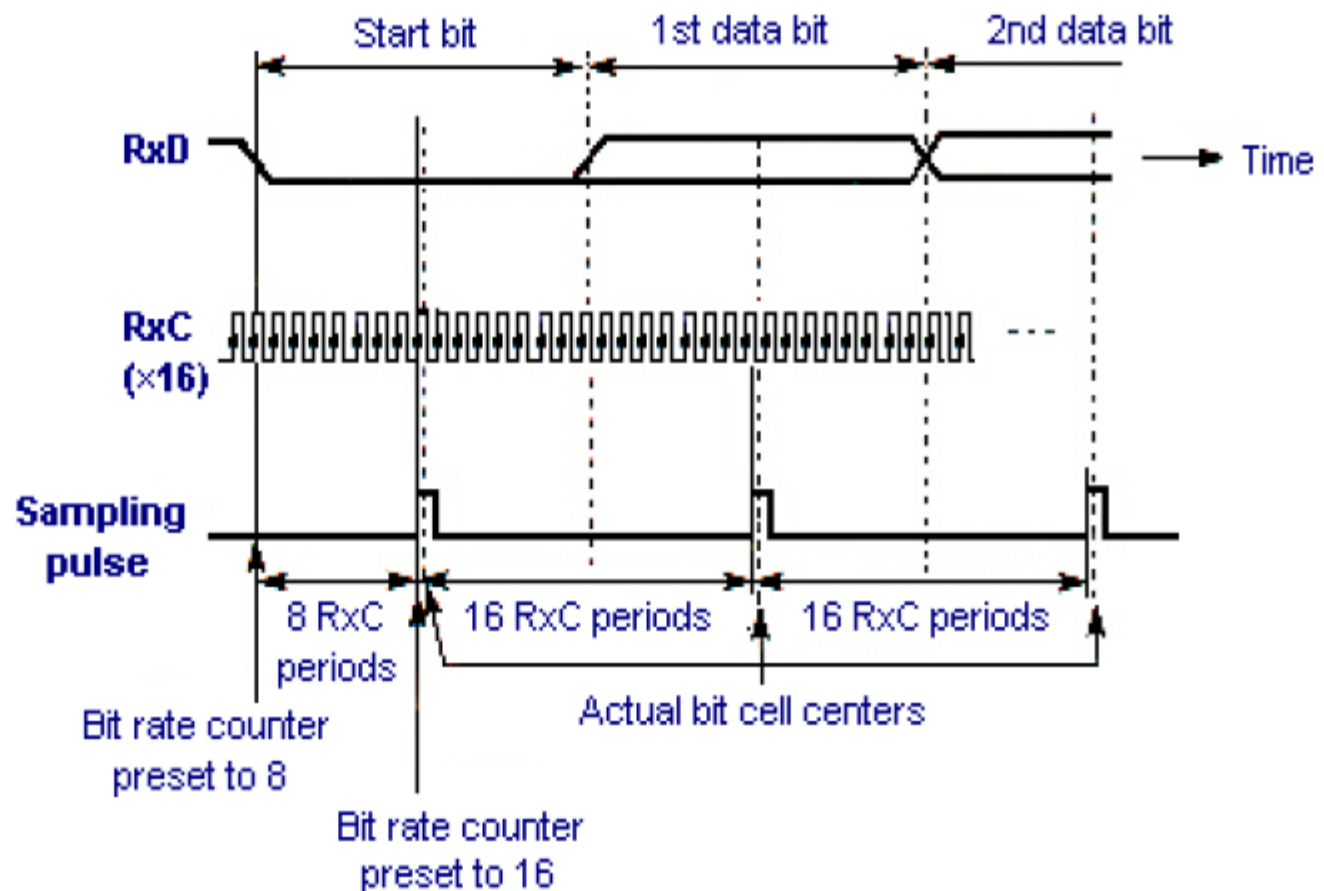 Start bit
1st data bit
2nd data bit
RxD
Time
RxC
(×16)
Sampling
pulse
8 RxC
periods
16 RxC periods
16 RxC periods
Actual bit cell centers
Bit rate counter
preset to 8
Bit rate counter
preset to 16